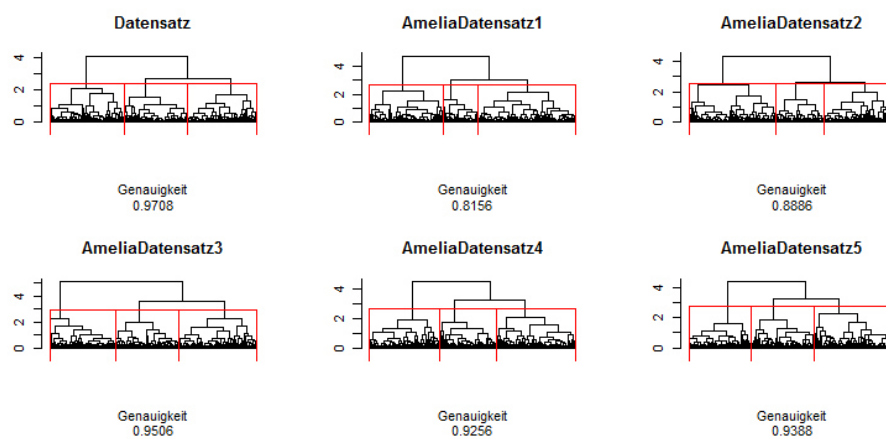 Datensatz
AmeliaDatensatz1
AmeliaDatensatz2
4
2
0
4
2
0
4
2
0
Genauigkeit
0.9708
Genauigkeit
0.8156
Genauigkeit
0.8886
AmeliaDatensatz3
AmeliaDatensatz4
AmeliaDatensatz5
4
2
0
4
2
0
4
2
0
Genauigkeit
0.9506
Genauigkeit
0.9256
Genauigkeit
0.9388